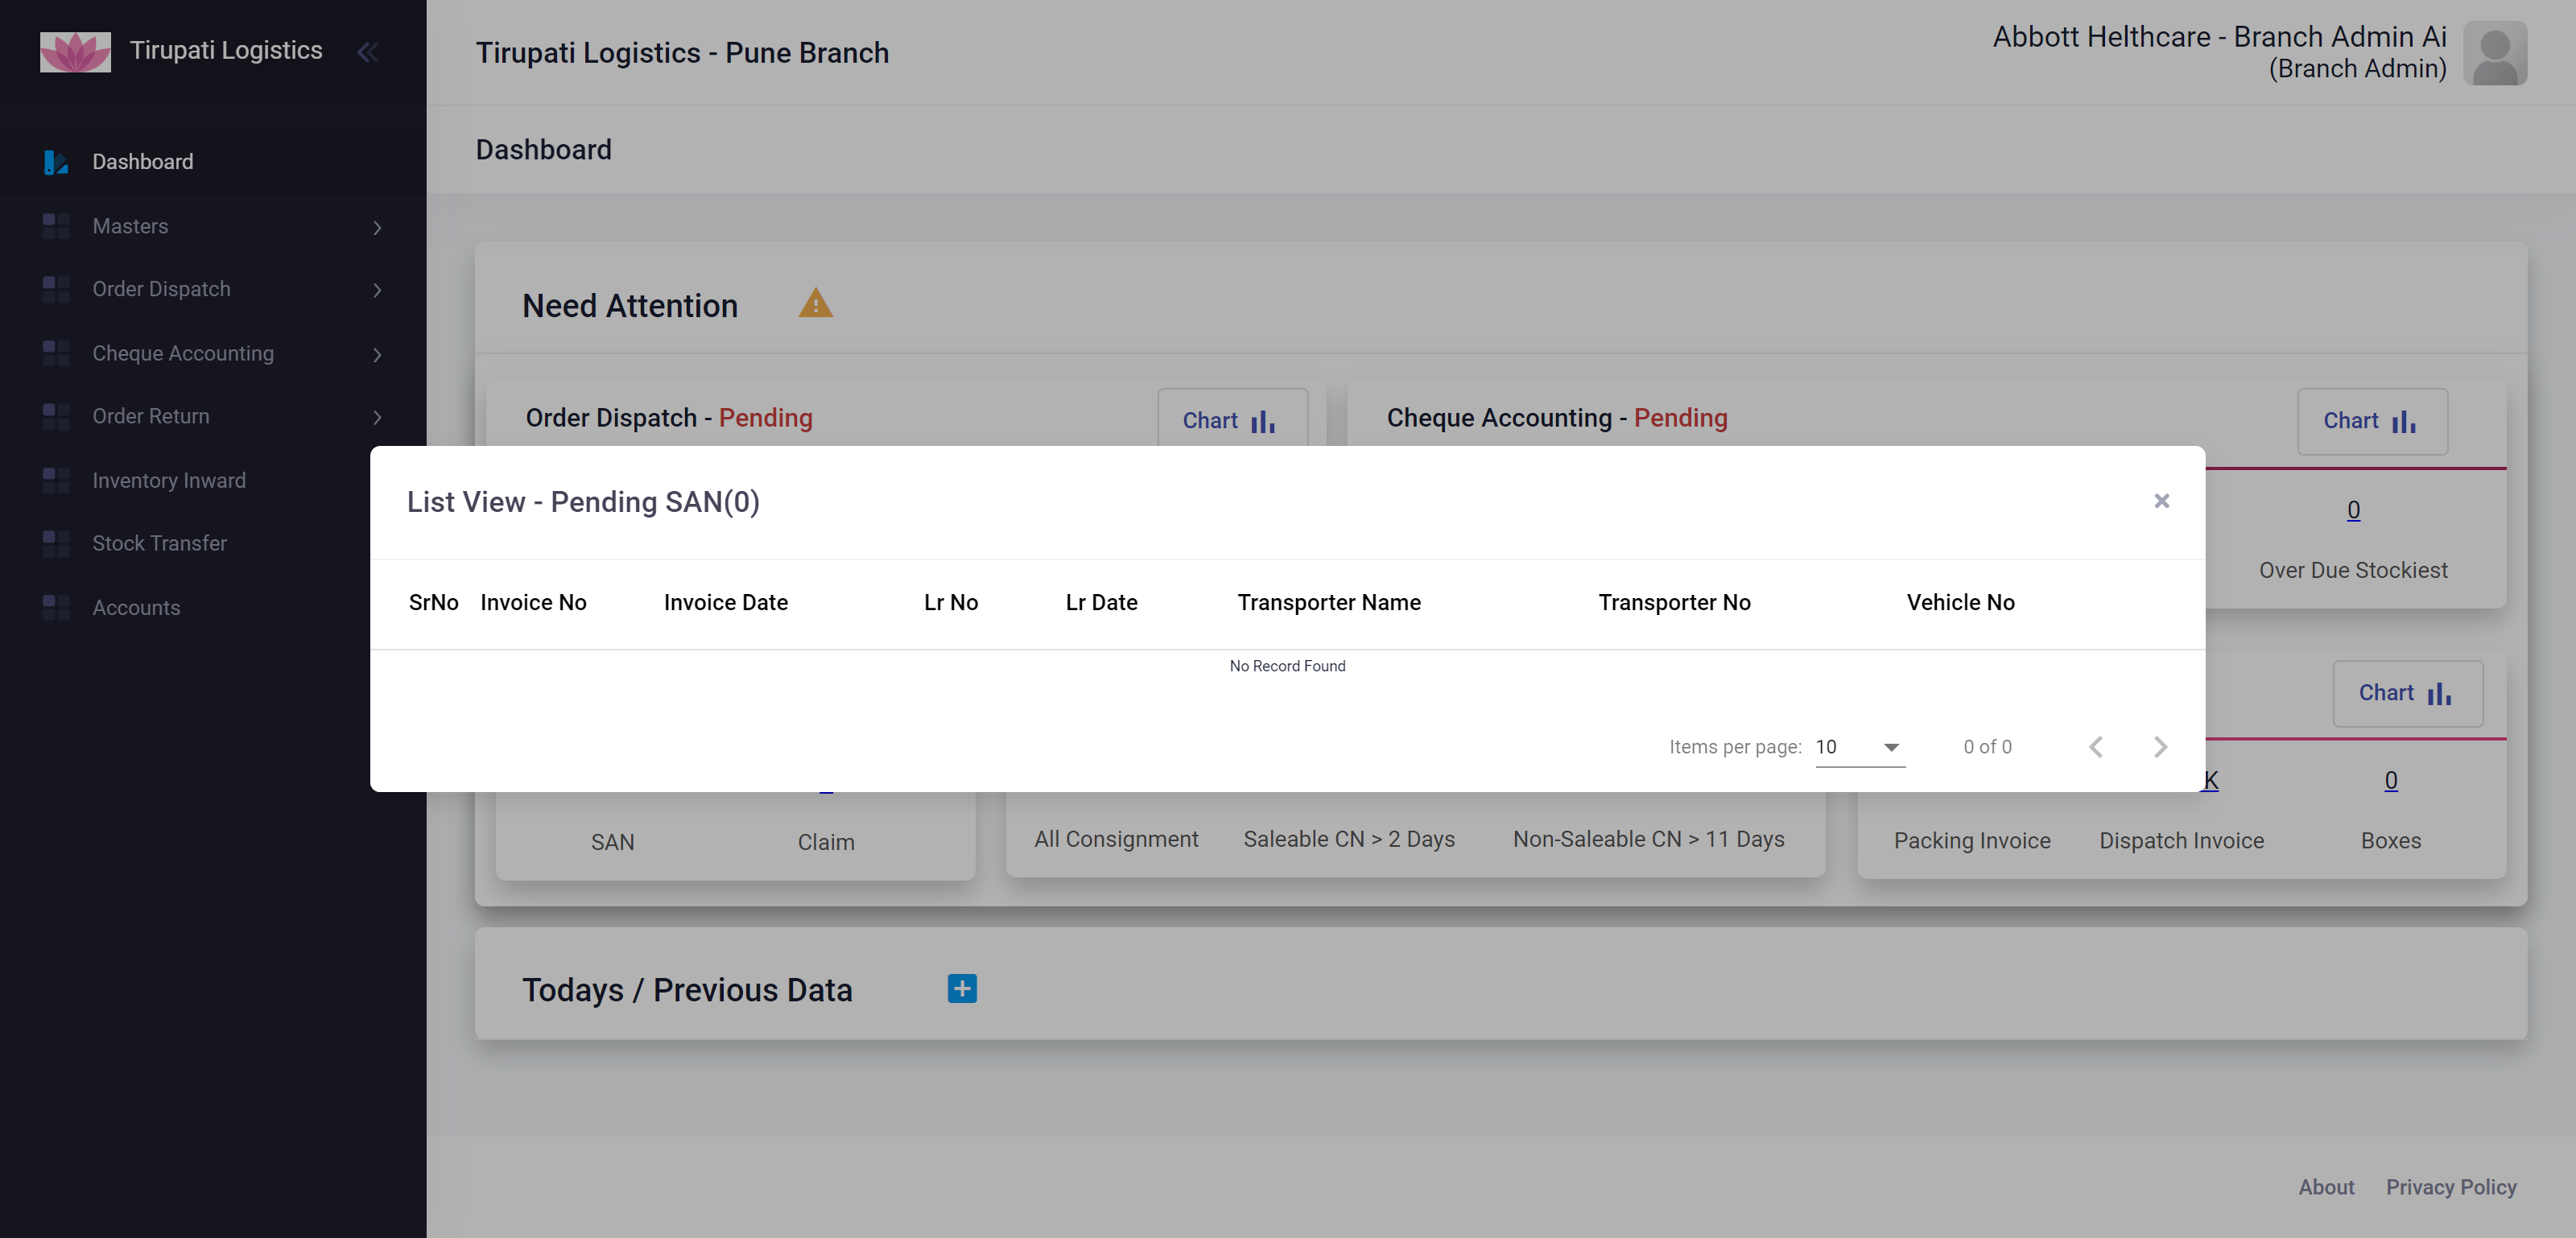 Tirupati Logistics
Dashboard
Masters
Order Dispatch
Cheque Accounting
Order Return
Inventory Inward
Stock Transfer
Accounts
Tirupati Logistics - Pune Branch
Abbott Helthcare - Branch Admin Ai
(Branch Admin)
Dashboard
Need Attention
Order Dispatch - Pending
Chart
Cheque Accounting - Pending
Chart
0
Over Due Stockiest
List View - Pending SAN(0)
×
SrNo Invoice No Invoice Date Lr No Lr Date Transporter Name Transporter No Vehicle No
No Record Found
Items per page: 10 0 of 0
Chart
K 0
SAN Claim
All Consignment Saleable CN > 2 Days Non-Saleable CN > 11 Days
Packing Invoice Dispatch Invoice Boxes
Todays / Previous Data
About Privacy Policy